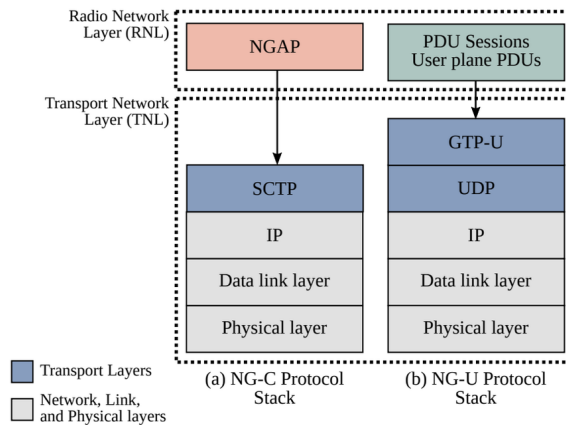 Radio Network
Layer (RNL)
NGAP
PDU Sessions
User plane PDUs
Transport Network
Layer (TNL)
GTP-U
SCTP
UDP
IP
IP
Data link layer
Data link layer
Physical layer
Physical layer
Transport Layers
Network, Link,
and Physical layers
(a) NG-C Protocol
Stack
(b) NG-U Protocol
Stack